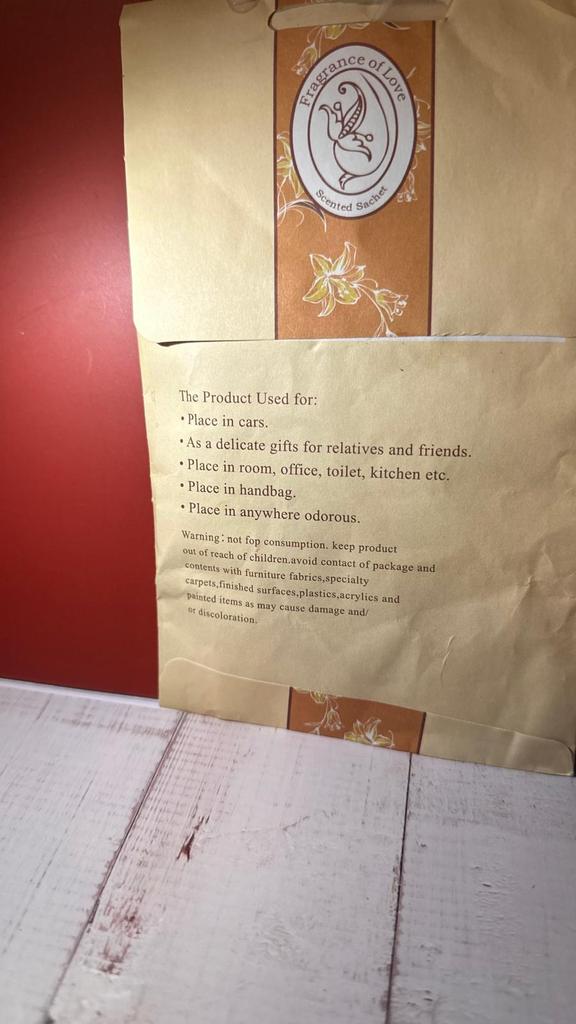 Fragrance of Love
Scented Sachet
The Product Used for:
• Place in cars.
• As a delicate gifts for relatives and friends.
• Place in room, office, toilet, kitchen etc.
• Place in handbag.
• Place in anywhere odorous.
Warning: not fop consumption. keep product
out of reach of children.avoid contact of package and
contents with furniture fabrics,specialty
carpets,finished surfaces,plastics,acrylics and
painted items as may cause damage and/
or discoloration.